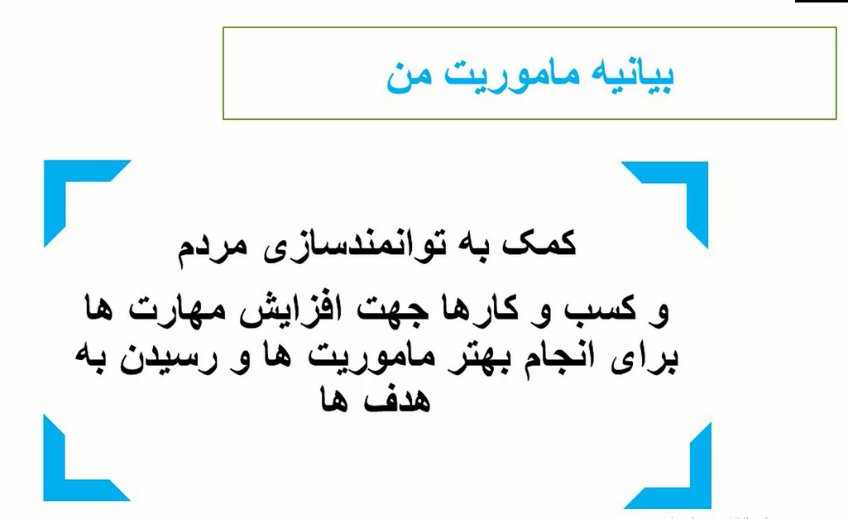 بیانیه ماموریت من
کمک به توانمندسازی مردم
و کسب و کارها جهت افزایش مهارت ها
برای انجام بهتر ماموریت ها و رسیدن به
هدف ها